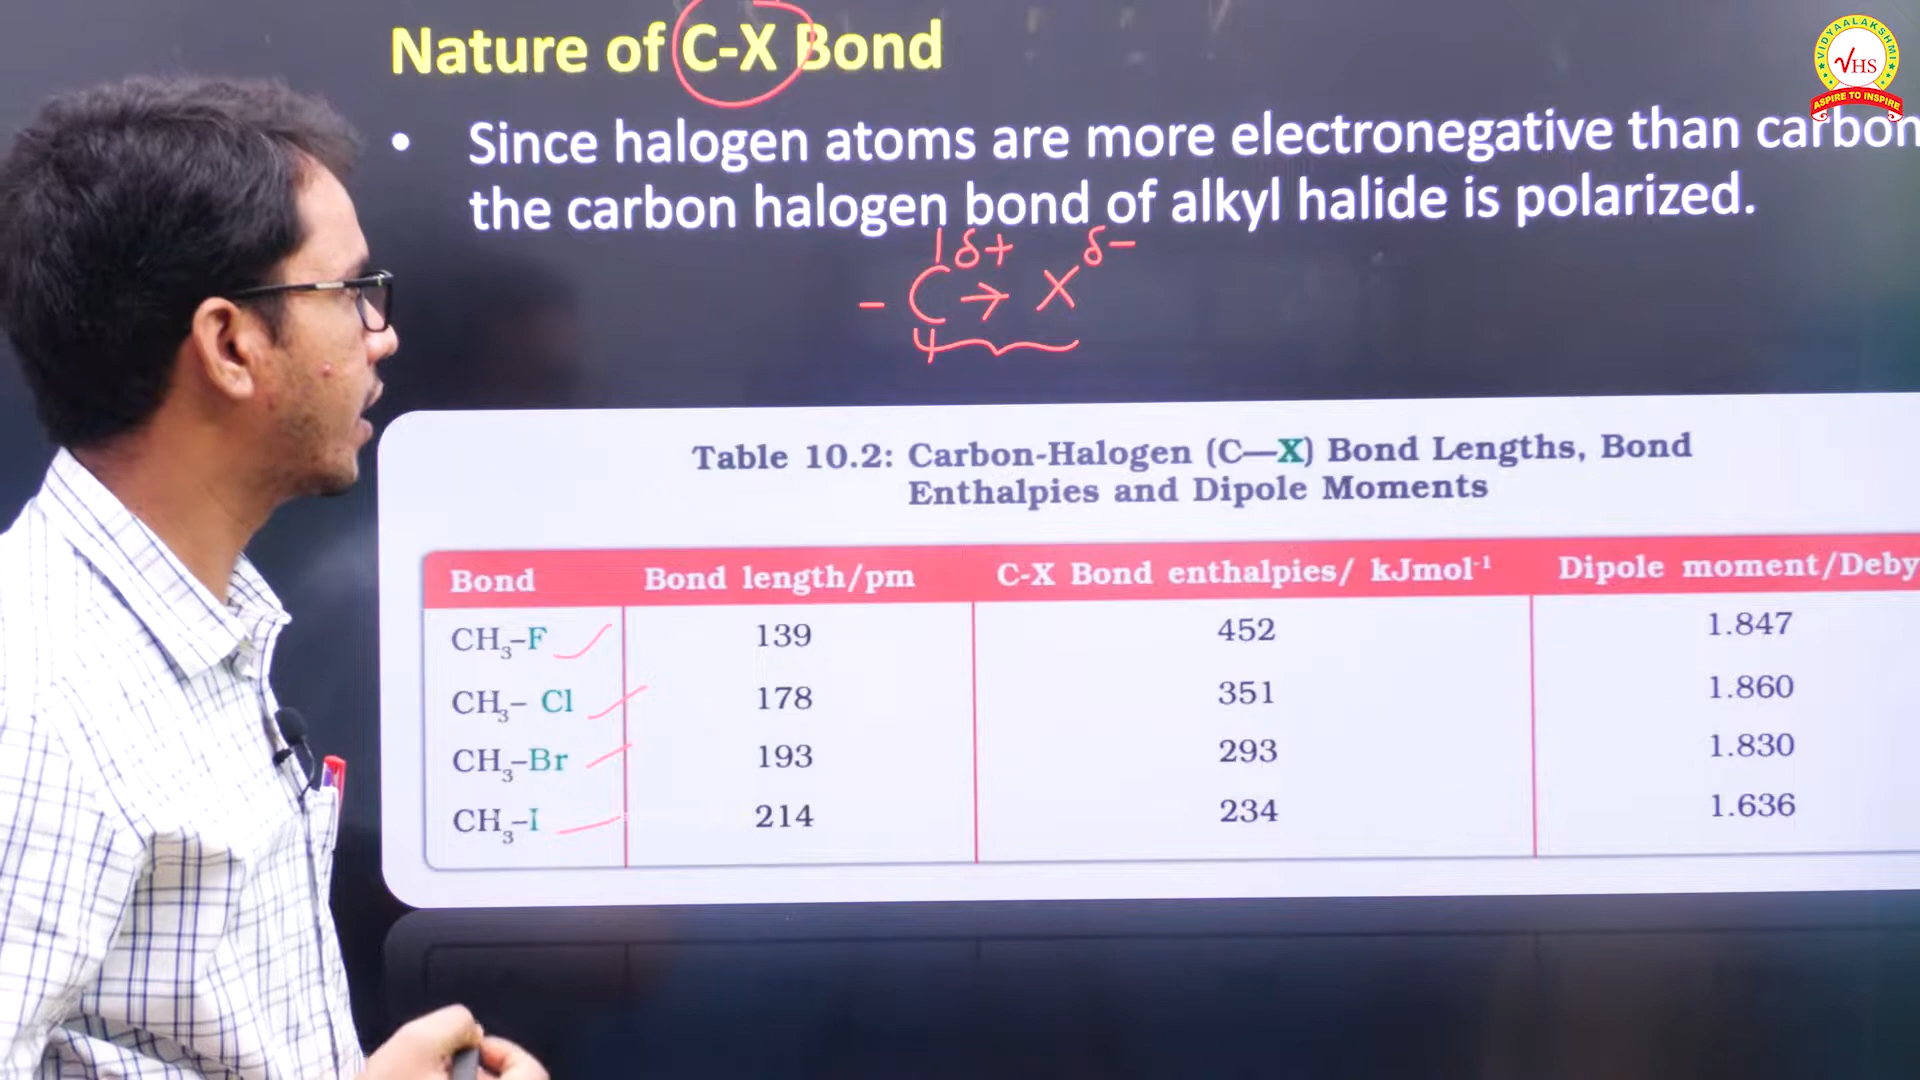 Nature of C-X Bond
• Since halogen atoms are more electronegative than carbon
the carbon halogen bond of alkyl halide is polarized.
δ+ δ−
− C → X
Table 10.2: Carbon-Halogen (C—X) Bond Lengths, Bond
Enthalpies and Dipole Moments
Bond Bond length/pm C-X Bond enthalpies/ kJmol⁻¹ Dipole moment/Deby
CH₃–F 139 452 1.847
CH₃– Cl 178 351 1.860
CH₃–Br 193 293 1.830
CH₃–I 214 234 1.636
VIDYAALAKSHMI
VHS
ASPIRE TO INSPIRE